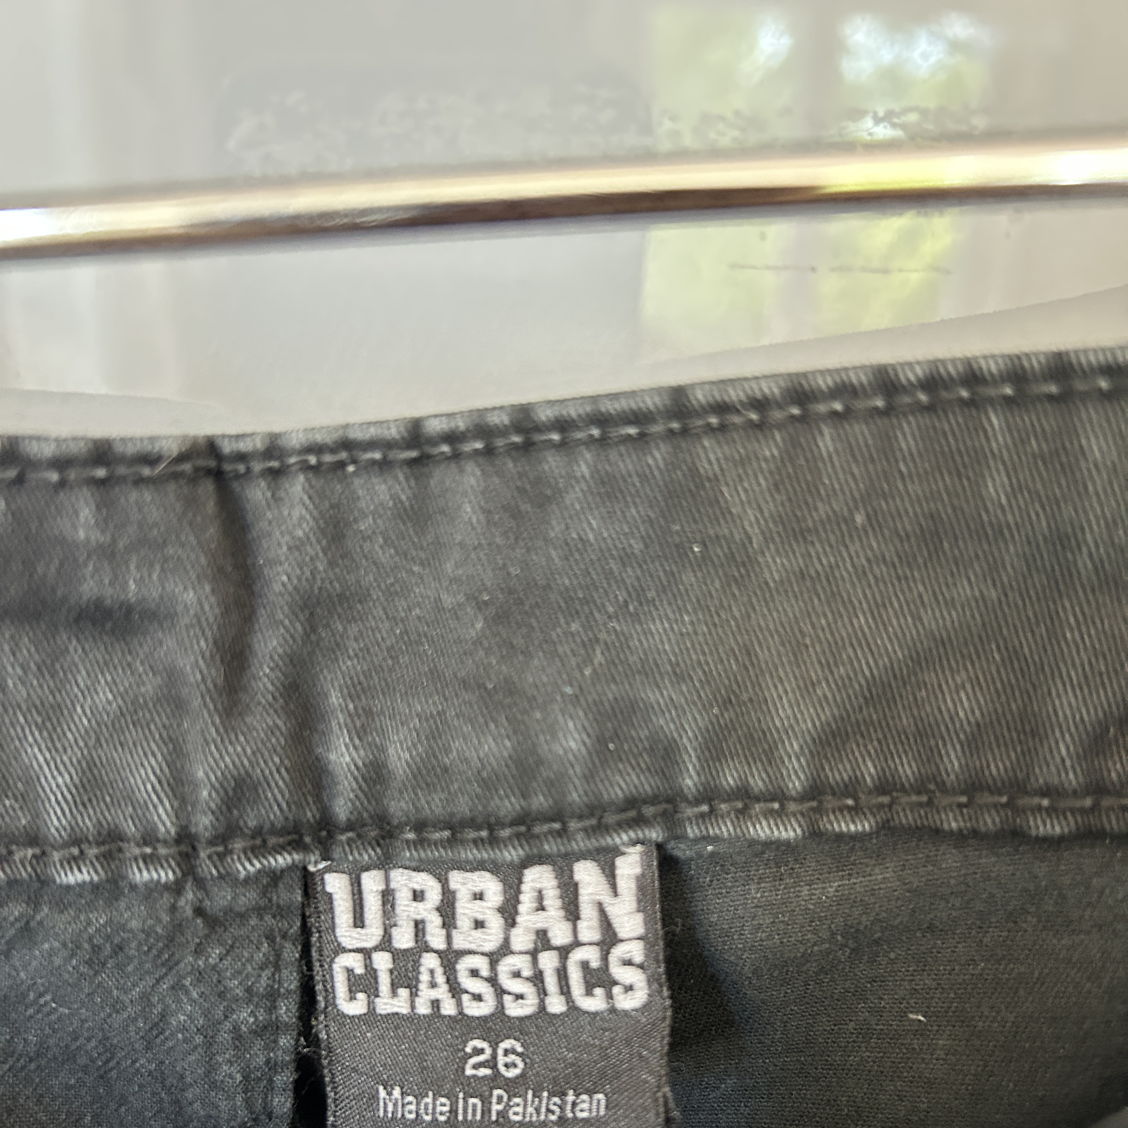 URBAN
CLASSICS
26
Made in Pakistan